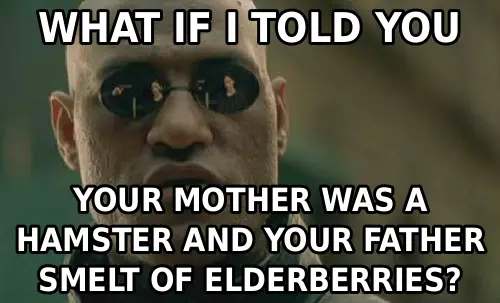 WHAT IF I TOLD YOU
YOUR MOTHER WAS A
HAMSTER AND YOUR FATHER
SMELT OF ELDERBERRIES?